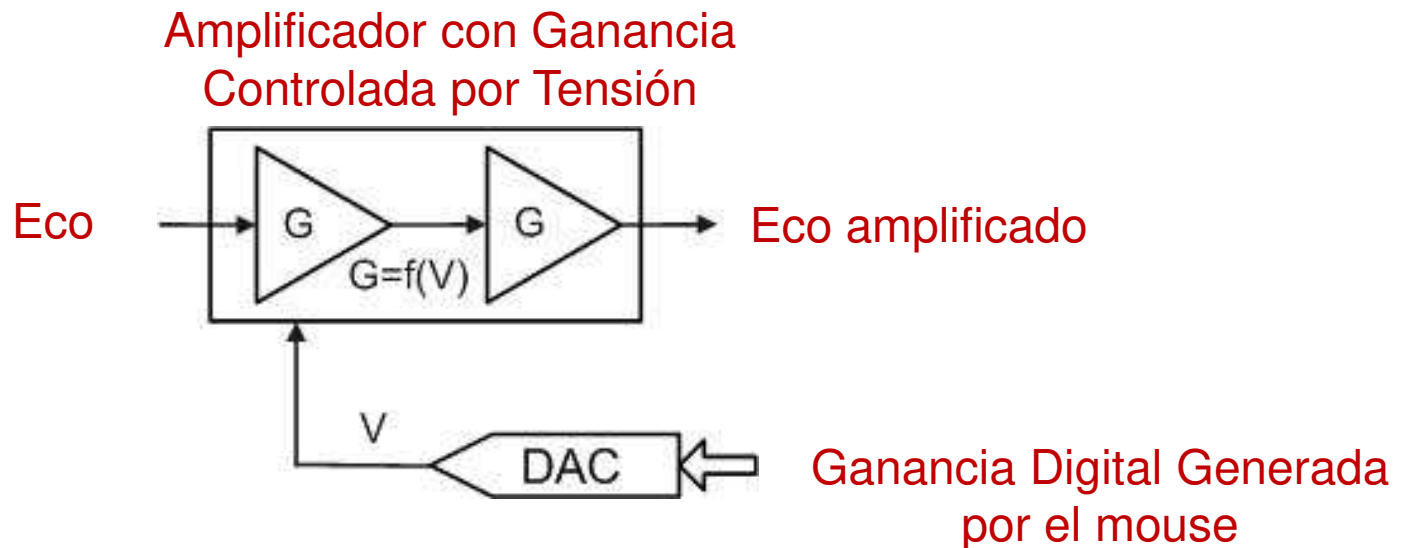 Amplificador con Ganancia
Controlada por Tensión
Eco
G
G
Eco amplificado
G=f(V)
V
DAC
Ganancia Digital Generada
por el mouse